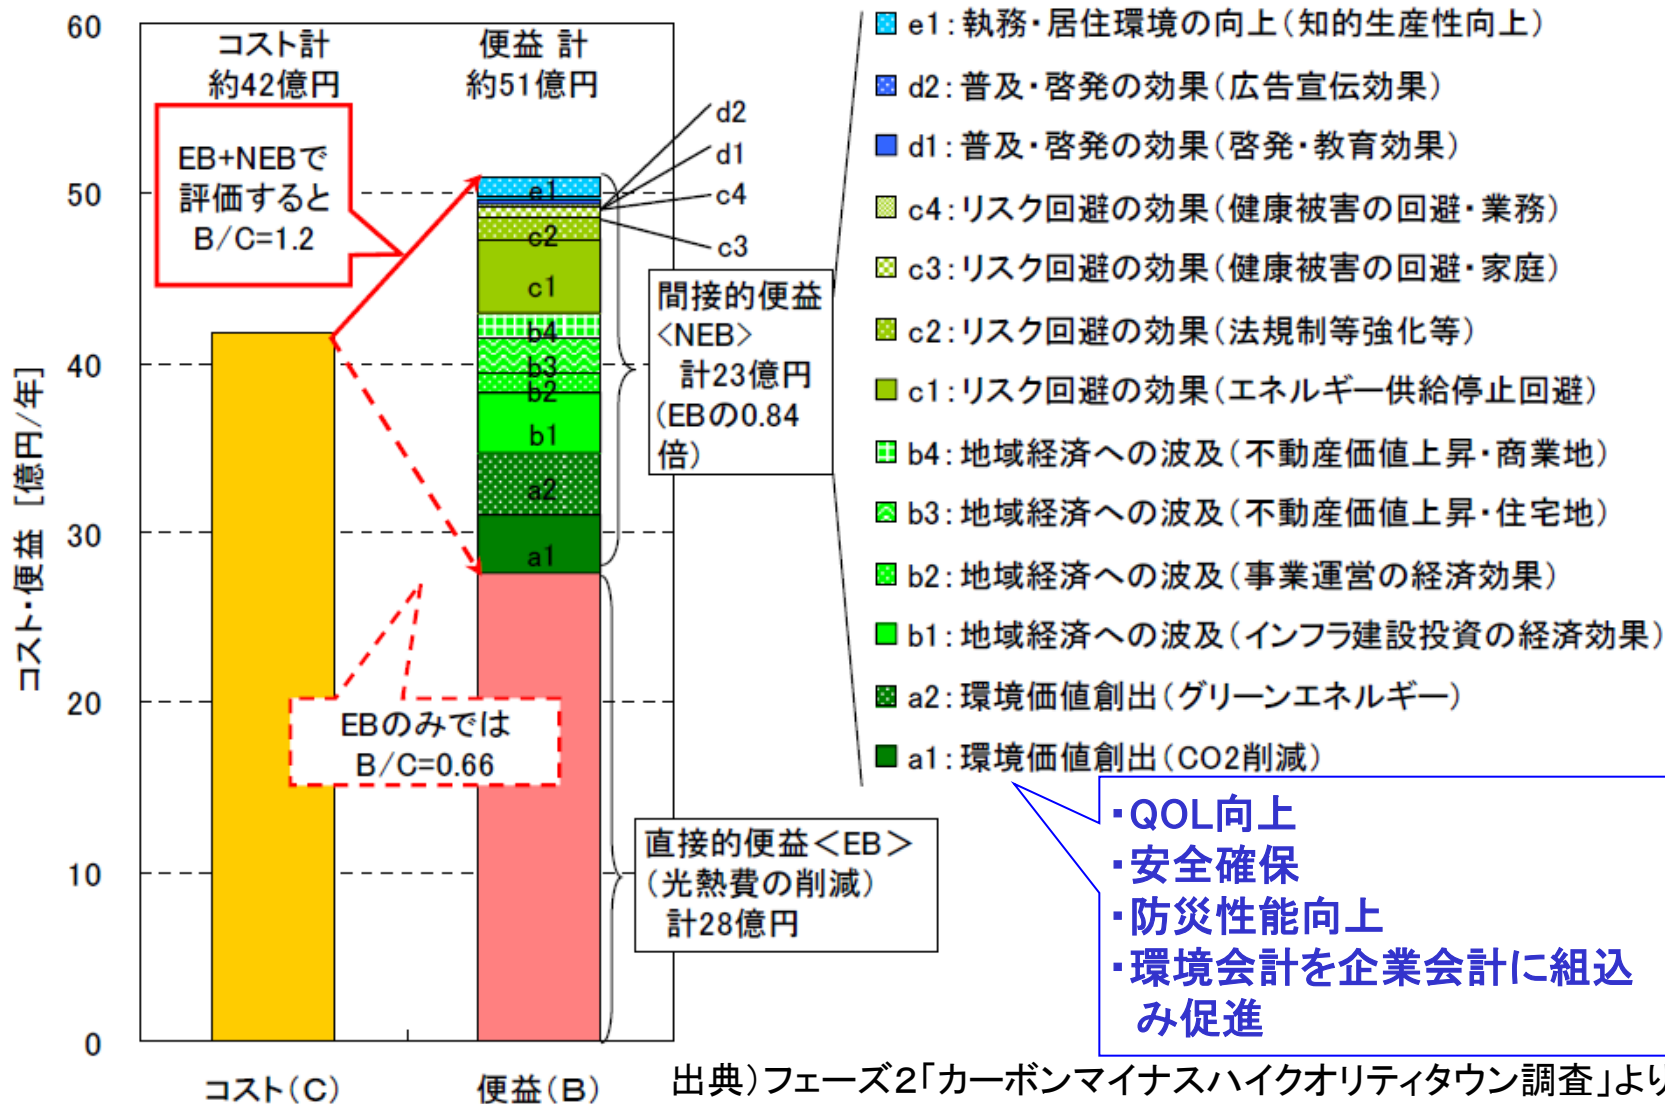 コスト・便益 [億円/年]
60
50
40
30
20
10
0
コスト計
約42億円
便益 計
約51億円
EB+NEBで
評価すると
B/C=1.2
d2
d1
c4
c3
e1
c2
c1
b4
b3
b2
b1
a2
a1
間接的便益
<NEB>
計23億円
(EBの0.84
倍)
EBのみでは
B/C=0.66
直接的便益<EB>
(光熱費の削減)
計28億円
コスト(C)
便益(B)
e1:執務・居住環境の向上(知的生産性向上)
d2:普及・啓発の効果(広告宣伝効果)
d1:普及・啓発の効果(啓発・教育効果)
c4:リスク回避の効果(健康被害の回避・業務)
c3:リスク回避の効果(健康被害の回避・家庭)
c2:リスク回避の効果(法規制等強化等)
c1:リスク回避の効果(エネルギー供給停止回避)
b4:地域経済への波及(不動産価値上昇・商業地)
b3:地域経済への波及(不動産価値上昇・住宅地)
b2:地域経済への波及(事業運営の経済効果)
b1:地域経済への波及(インフラ建設投資の経済効果)
a2:環境価値創出(グリーンエネルギー)
a1:環境価値創出(CO2削減)
・QOL向上
・安全確保
・防災性能向上
・環境会計を企業会計に組込
み促進
出典)フェーズ2「カーボンマイナスハイクオリティタウン調査」より